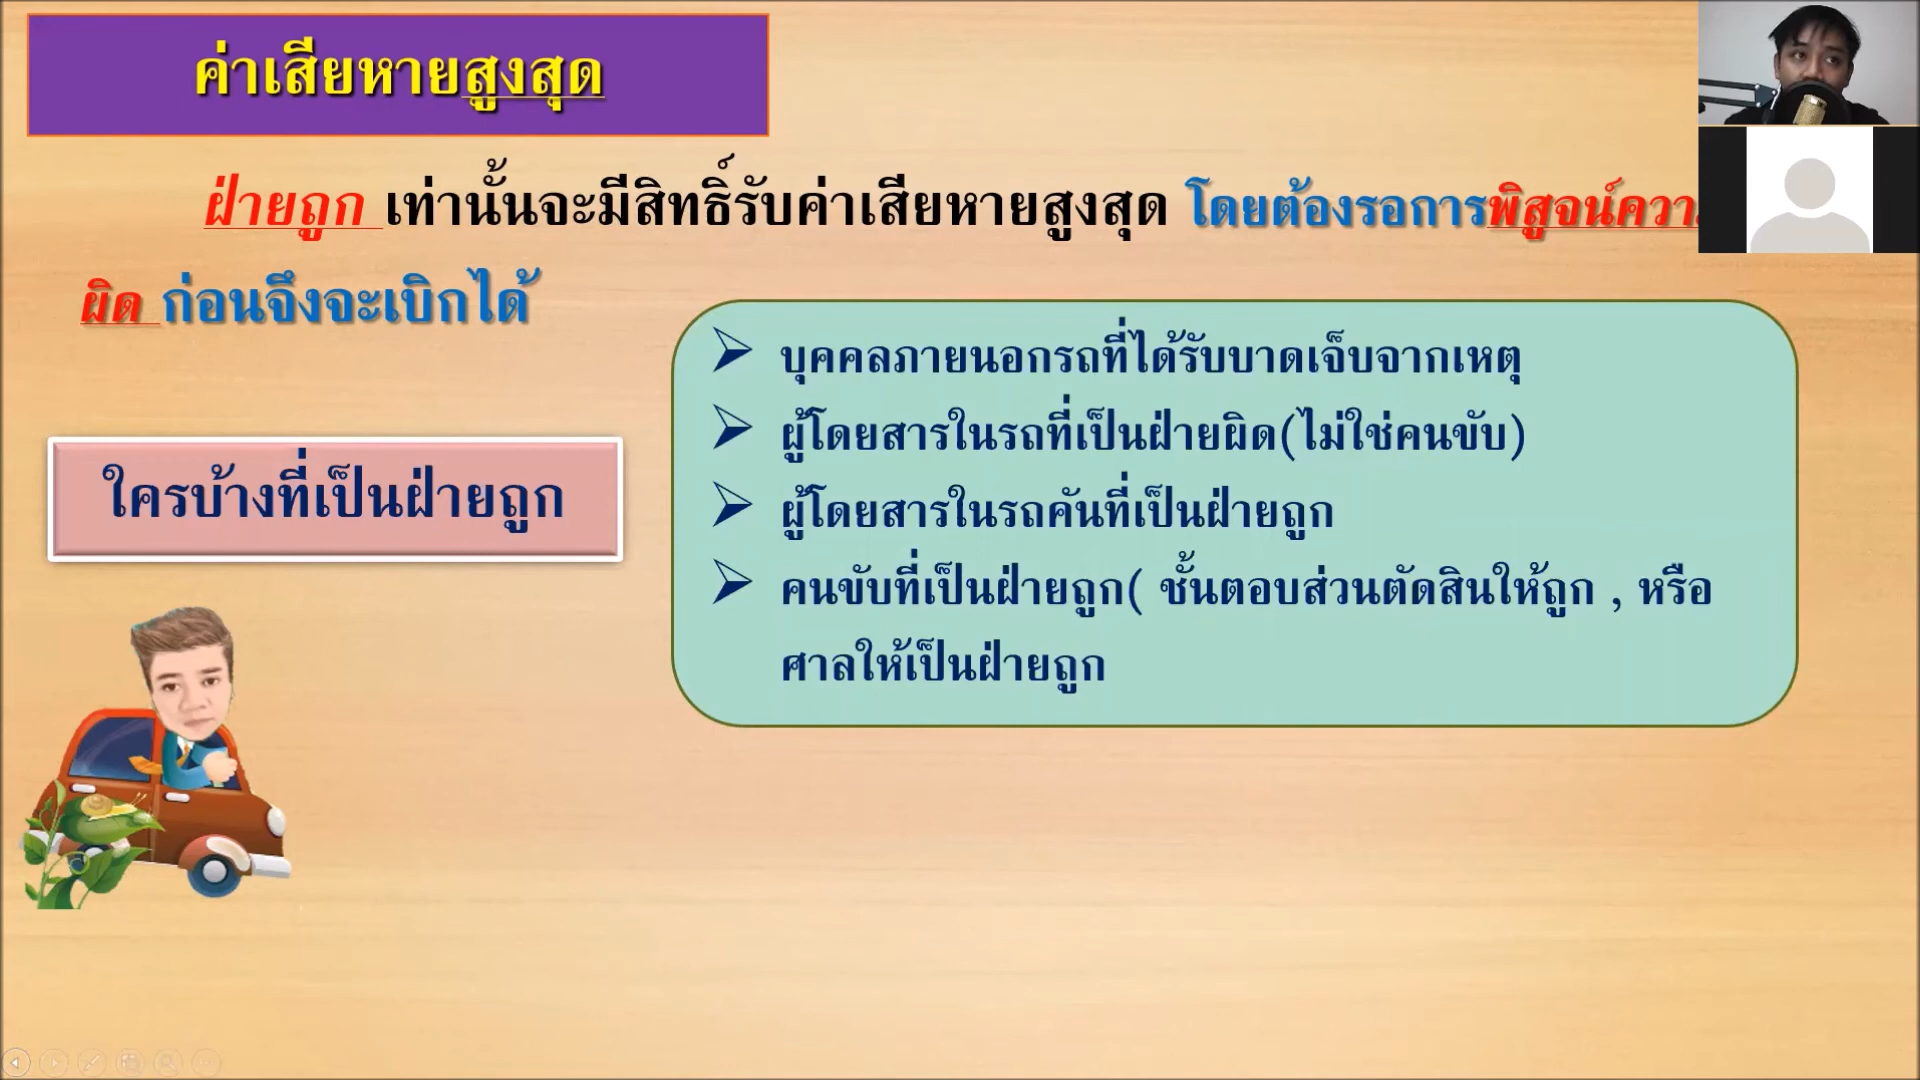 ค่าเสียหายสูงสุด
ฝ่ายถูก เท่านั้นจะมีสิทธิ์รับค่าเสียหายสูงสุด โดยต้องรอการพิสูจน์ความ
ผิด ก่อนจึงจะเบิกได้
ใครบ้างที่เป็นฝ่ายถูก
➢ บุคคลภายนอกรถที่ได้รับบาดเจ็บจากเหตุ
➢ ผู้โดยสารในรถที่เป็นฝ่ายผิด(ไม่ใช่คนขับ)
➢ ผู้โดยสารในรถคันที่เป็นฝ่ายถูก
➢ คนขับที่เป็นฝ่ายถูก( ชั้นตอบส่วนตัดสินให้ถูก , หรือ
ศาลให้เป็นฝ่ายถูก